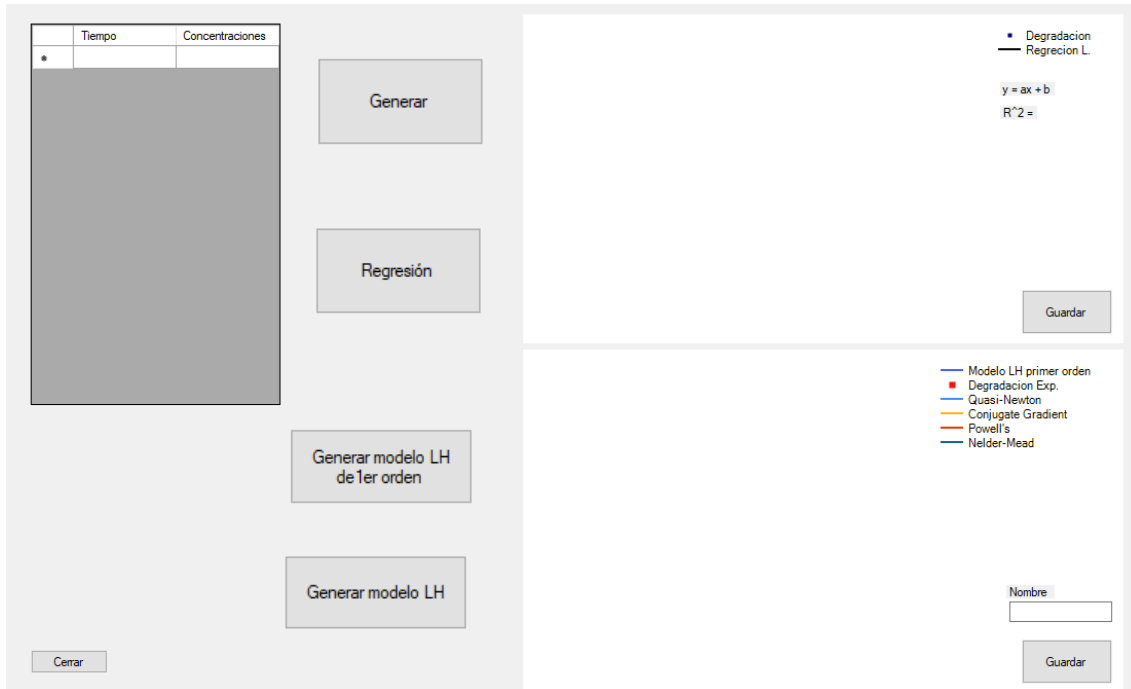 Tiempo Concentraciones
Generar
Regresión
Generar modelo LH
de1er orden
Generar modelo LH
Cerrar
Degradacion
Regrecion L.
y = ax + b
R^2 =
Guardar
Modelo LH primer orden
Degradacion Exp.
Quasi-Newton
Conjugate Gradient
Powell's
Nelder-Mead
Nombre
Guardar